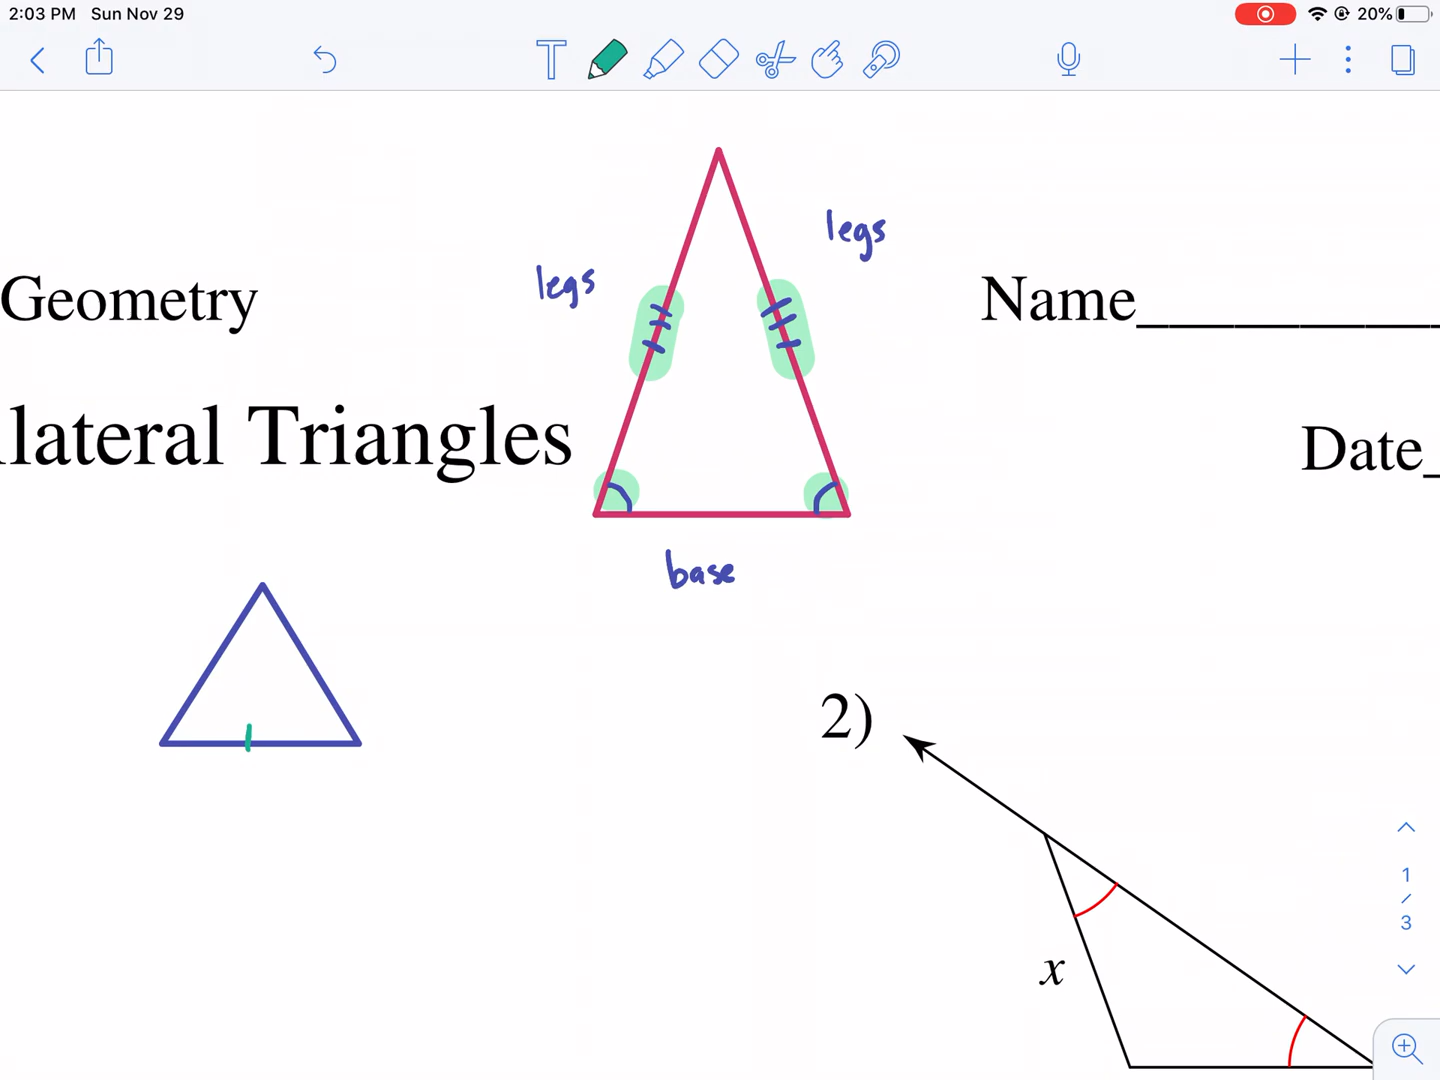 2:03 PM Sun Nov 29
20%
T
legs
legs
Geometry
Name
lateral Triangles
Date
base
2)
1
/
3
x